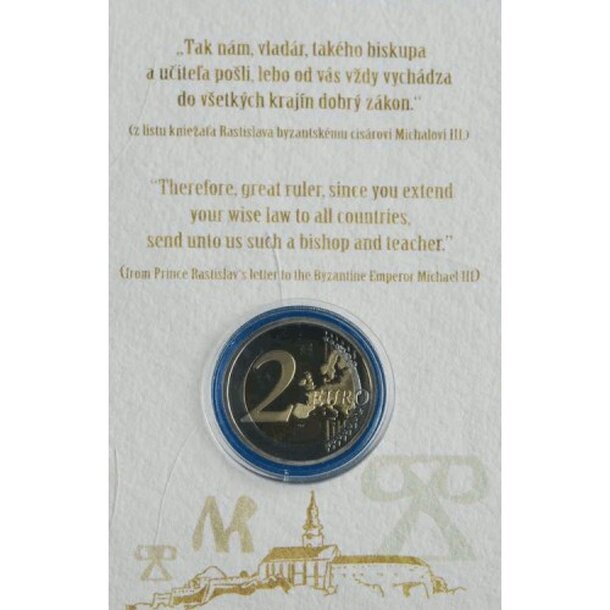 „Tak nám, vladár, takého biskupa
a učiteľa pošli, lebo od vás vždy vychádza
do všetkých krajín dobrý zákon.“
(z listu kniežaťa Rastislava byzantskému cisárovi Michalovi III.)
“Therefore, great ruler, since you extend
your wise law to all countries,
send unto us such a bishop and teacher.”
(from Prince Rastislav's letter to the Byzantine Emperor Michael III)
2 EURO